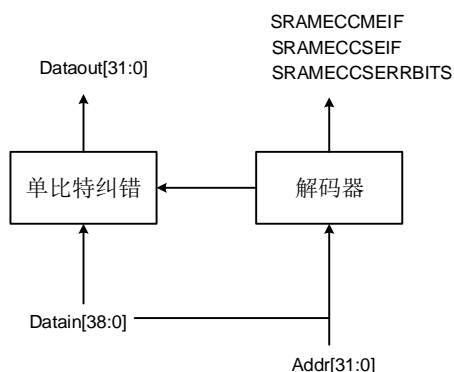 SRAMECCMEIF
SRAMECCSEIF
SRAMECCSERRBITS
Dataout[31:0]
单比特纠错
解码器
Datain[38:0]
Addr[31:0]